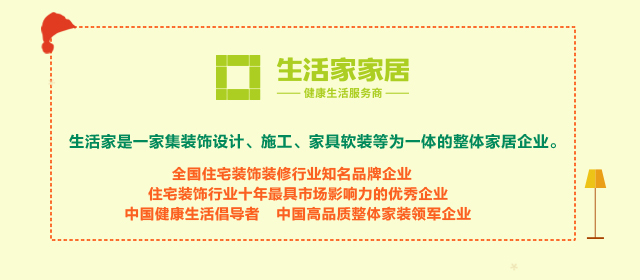 生活家家居
健康生活服务商
生活家是一家集装饰设计、施工、家具软装等为一体的整体家居企业。
全国住宅装饰装修行业知名品牌企业
住宅装饰行业十年最具市场影响力的优秀企业
中国健康生活倡导者 中国高品质整体家装领军企业